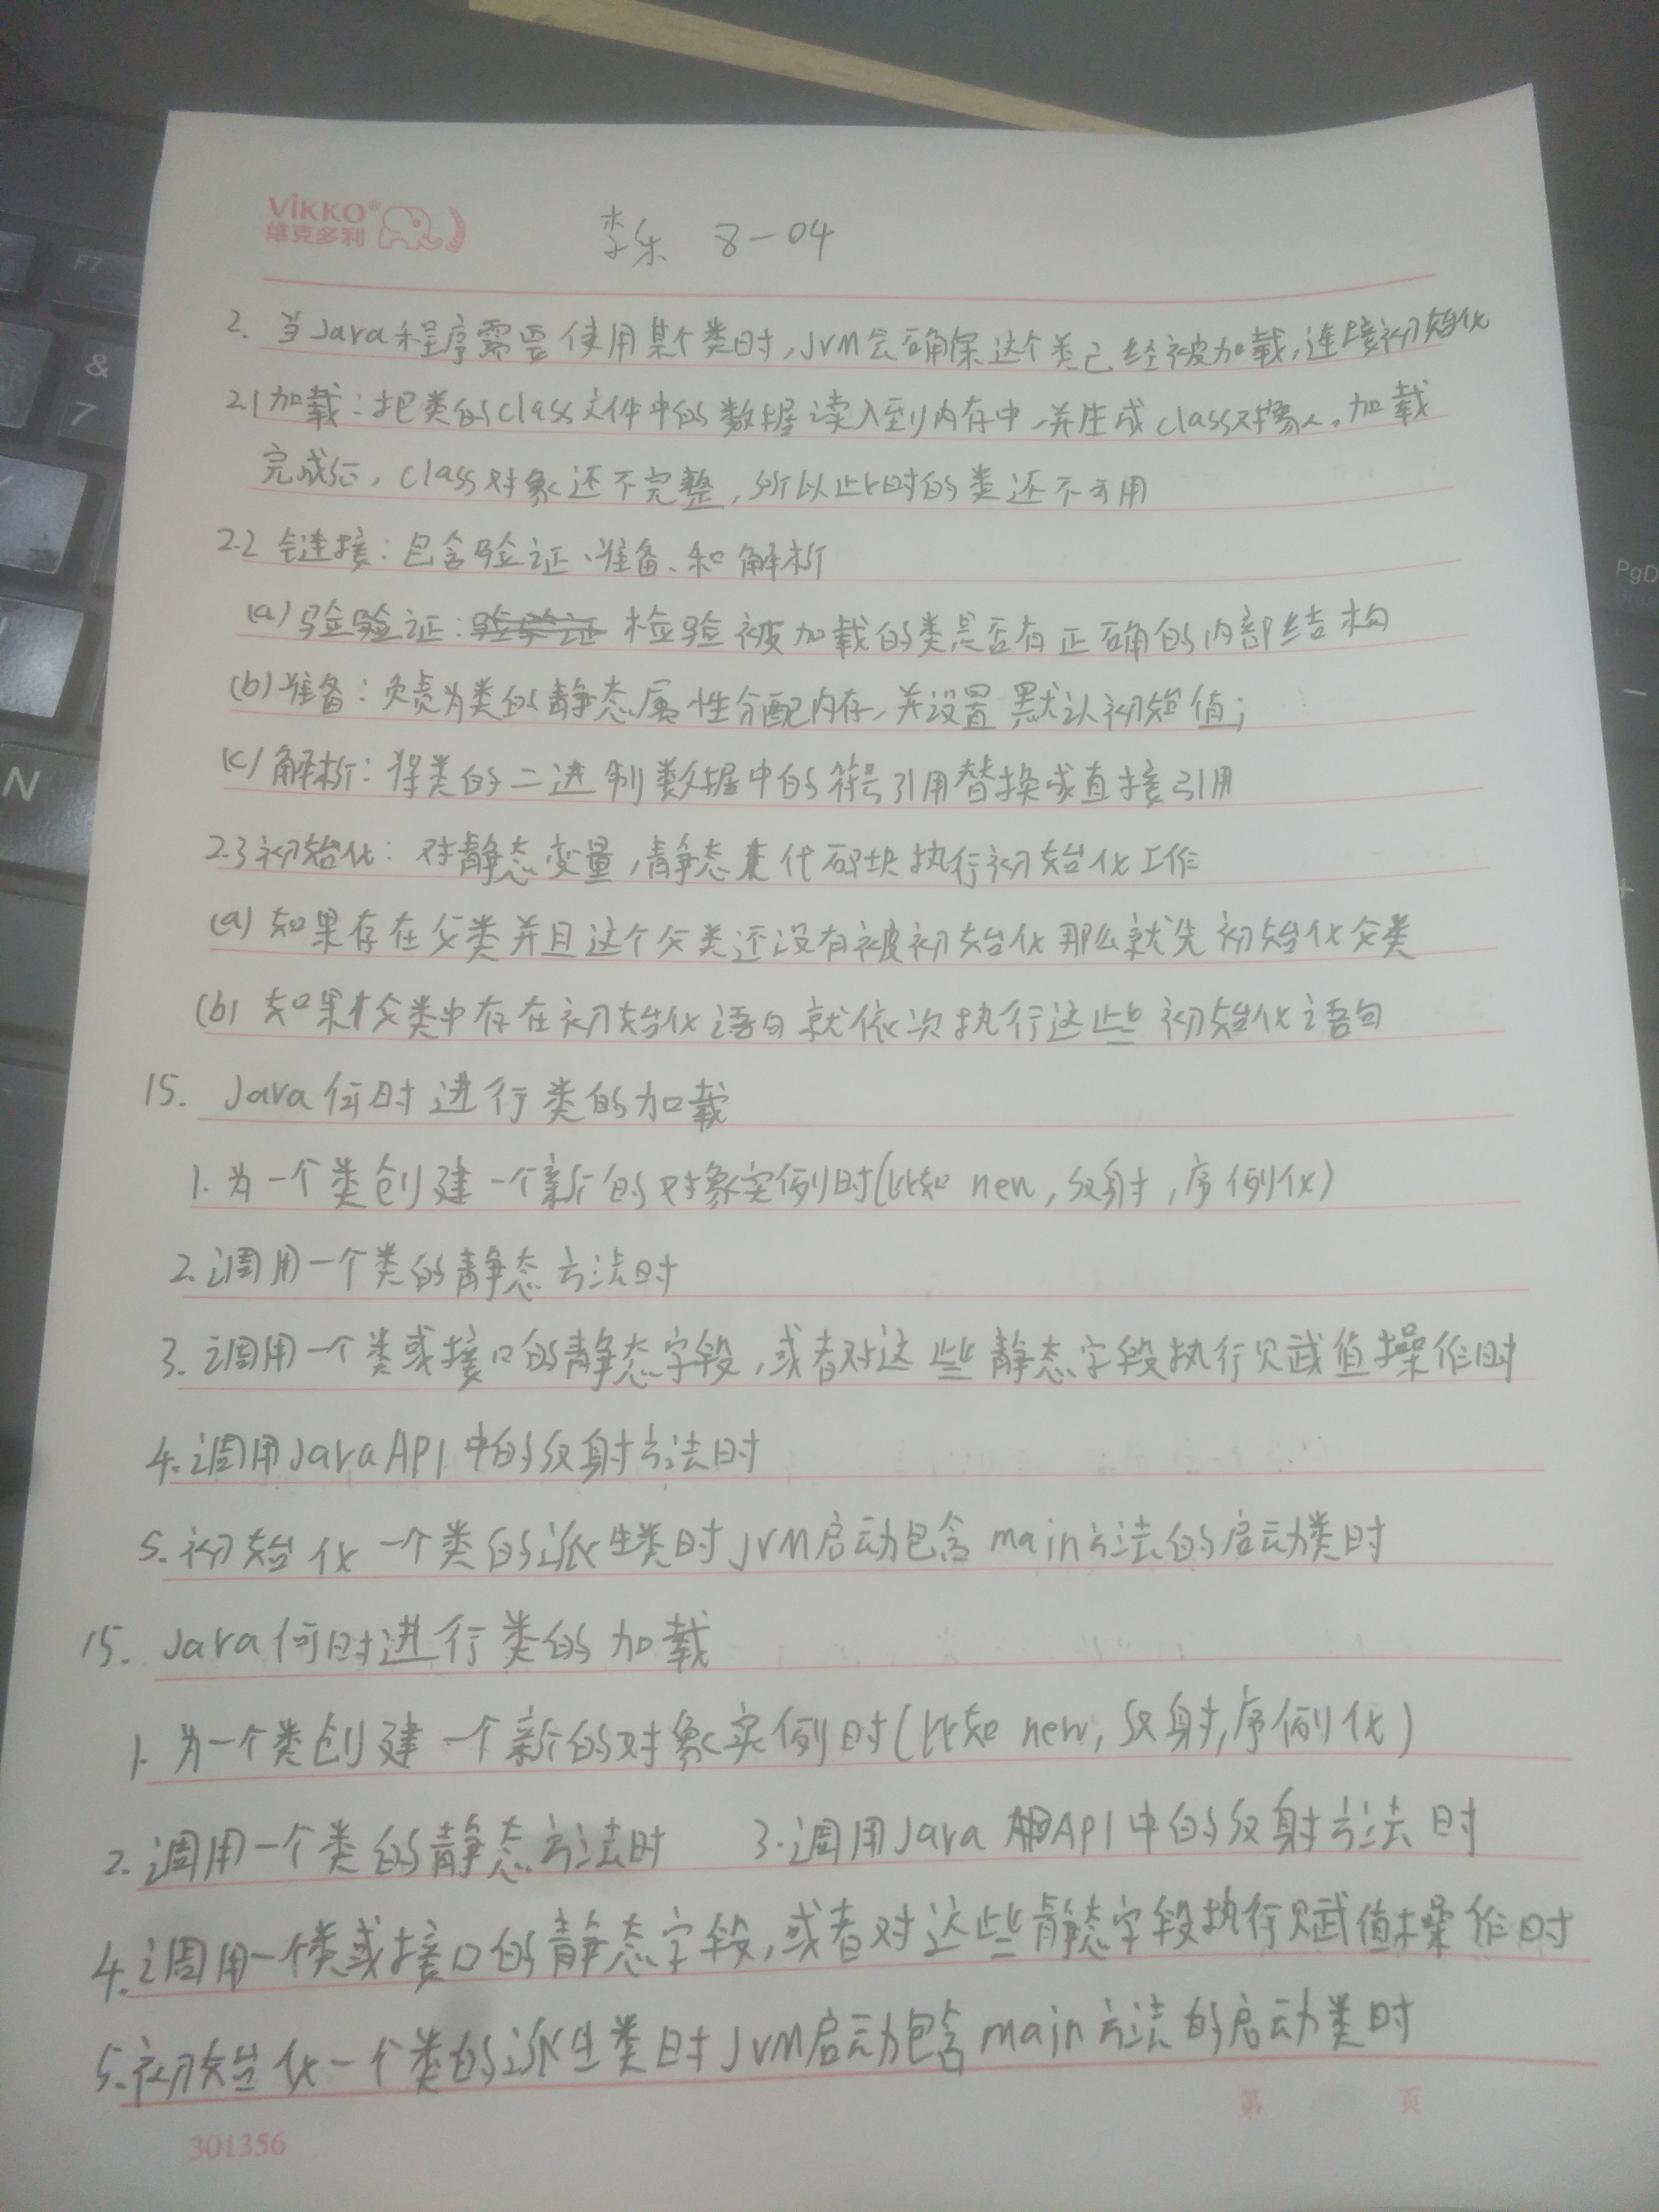 VIKKO®
维克多利
李乐 8-04
2. 当Java程序需要使用某个类时,JVM会确保这个类已经被加载,连接初始化
2.1加载:把类的class文件中的数据读入到内存中,并生成class对象。加载
完成后,class对象还不完整,所以此时的类还不可用
2.2 链接:包含验证、准备、和解析
(a)验证: 检验被加载的类是否有正确的内部结构
(b)准备:负责为类的静态属性分配内存,并设置默认初始值;
(c)解析:将类的二进制数据中的符号引用替换成直接引用
2.3初始化:对静态变量,静态代码块执行初始化工作
(a)如果存在父类并且这个父类还没有被初始化那么就先初始化父类
(b)如果父类中存在初始化语句就依次执行这些初始化语句
15. Java何时进行类的加载
1.为一个类创建一个新的对象实例时(比如new,反射,序例化)
2.调用一个类的静态方法时
3.调用一个类或接口的静态字段,或者对这些静态字段执行赋值操作时
4.调用JavaAPI中的反射方法时
5.初始化一个类的派生类时JVM启动包含main方法的启动类时
15. Java何时进行类的加载
1.为一个类创建一个新的对象实例时(比如new,反射,序例化)
2.调用一个类的静态方法时 3.调用Java API中的反射方法时
4.调用一个类或接口的静态字段,或者对这些静态字段执行赋值操作时
5.初始化一个类的派生类时JVM启动包含main方法的启动类时
第 页
301356
F7
&
7
N
PgD